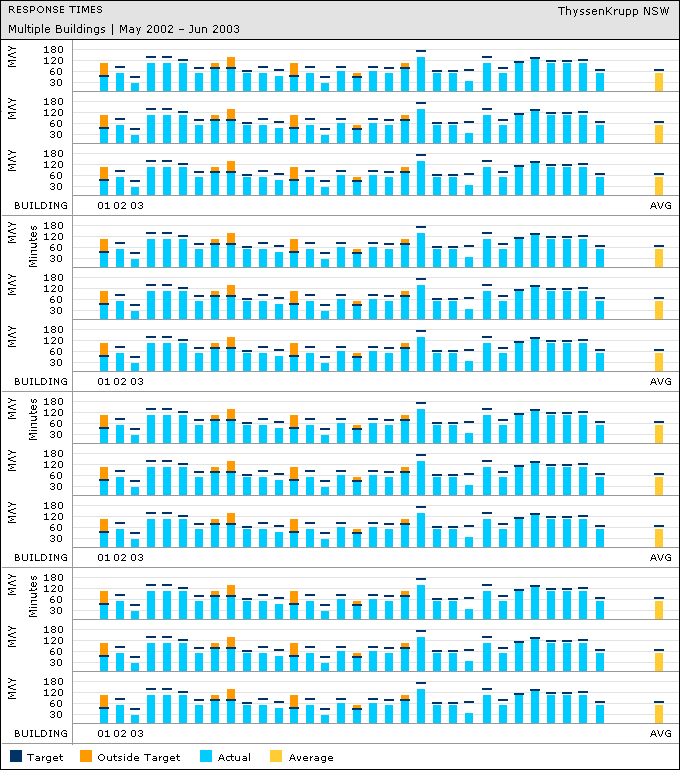 RESPONSE TIMES
ThyssenKrupp NSW
Multiple Buildings | May 2002 – Jun 2003
MAY
180
120
60
30
MAY
180
120
60
30
MAY
180
120
60
30
BUILDING 01 02 03 AVG
MAY
Minutes
180
120
60
30
MAY
180
120
60
30
MAY
180
120
60
30
BUILDING 01 02 03 AVG
MAY
Minutes
180
120
60
30
MAY
180
120
60
30
MAY
180
120
60
30
BUILDING 01 02 03 AVG
MAY
Minutes
180
120
60
30
MAY
180
120
60
30
MAY
180
120
60
30
BUILDING 01 02 03 AVG
Target Outside Target Actual Average